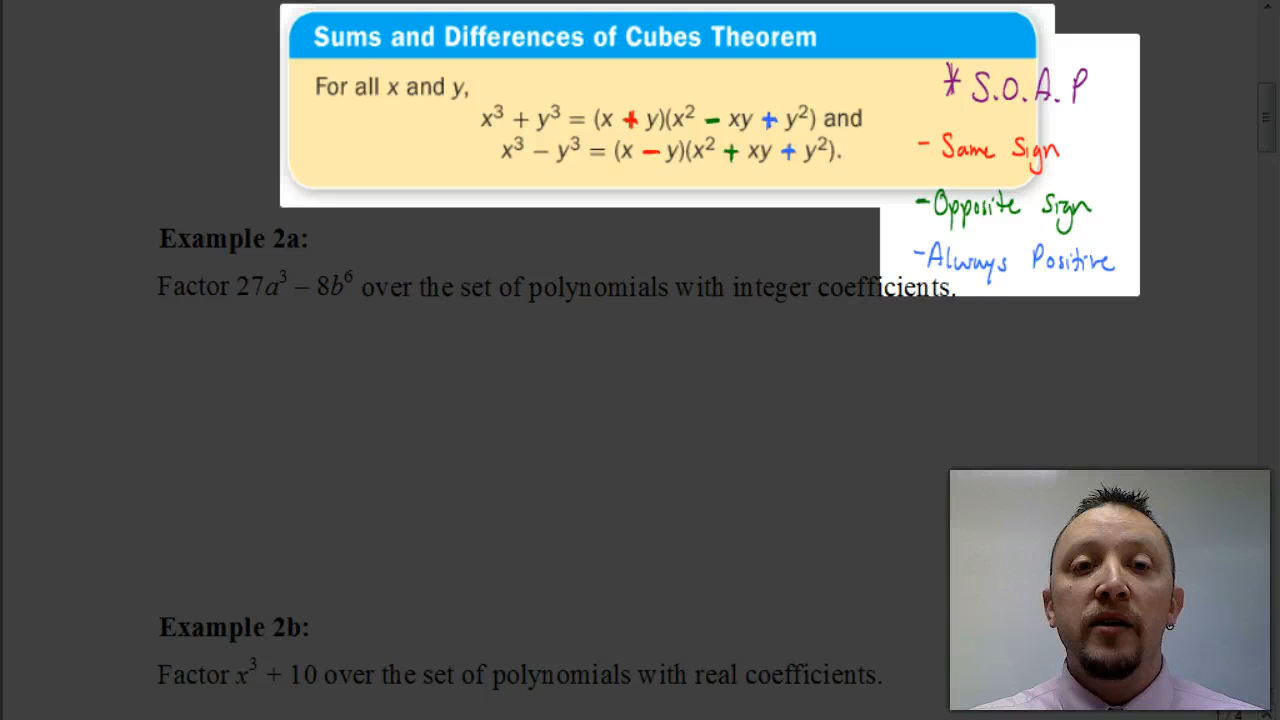 Sums and Differences of Cubes Theorem
For all x and y,
x³ + y³ = (x + y)(x² - xy + y²) and
x³ − y³ = (x − y)(x² + xy + y²).
* S.O.A.P
- Same Sign
- Opposite Sign
- Always Positive
Example 2a:
Factor 27a³ – 8b⁶ over the set of polynomials with integer coefficients.
Example 2b:
Factor x³ + 10 over the set of polynomials with real coefficients.